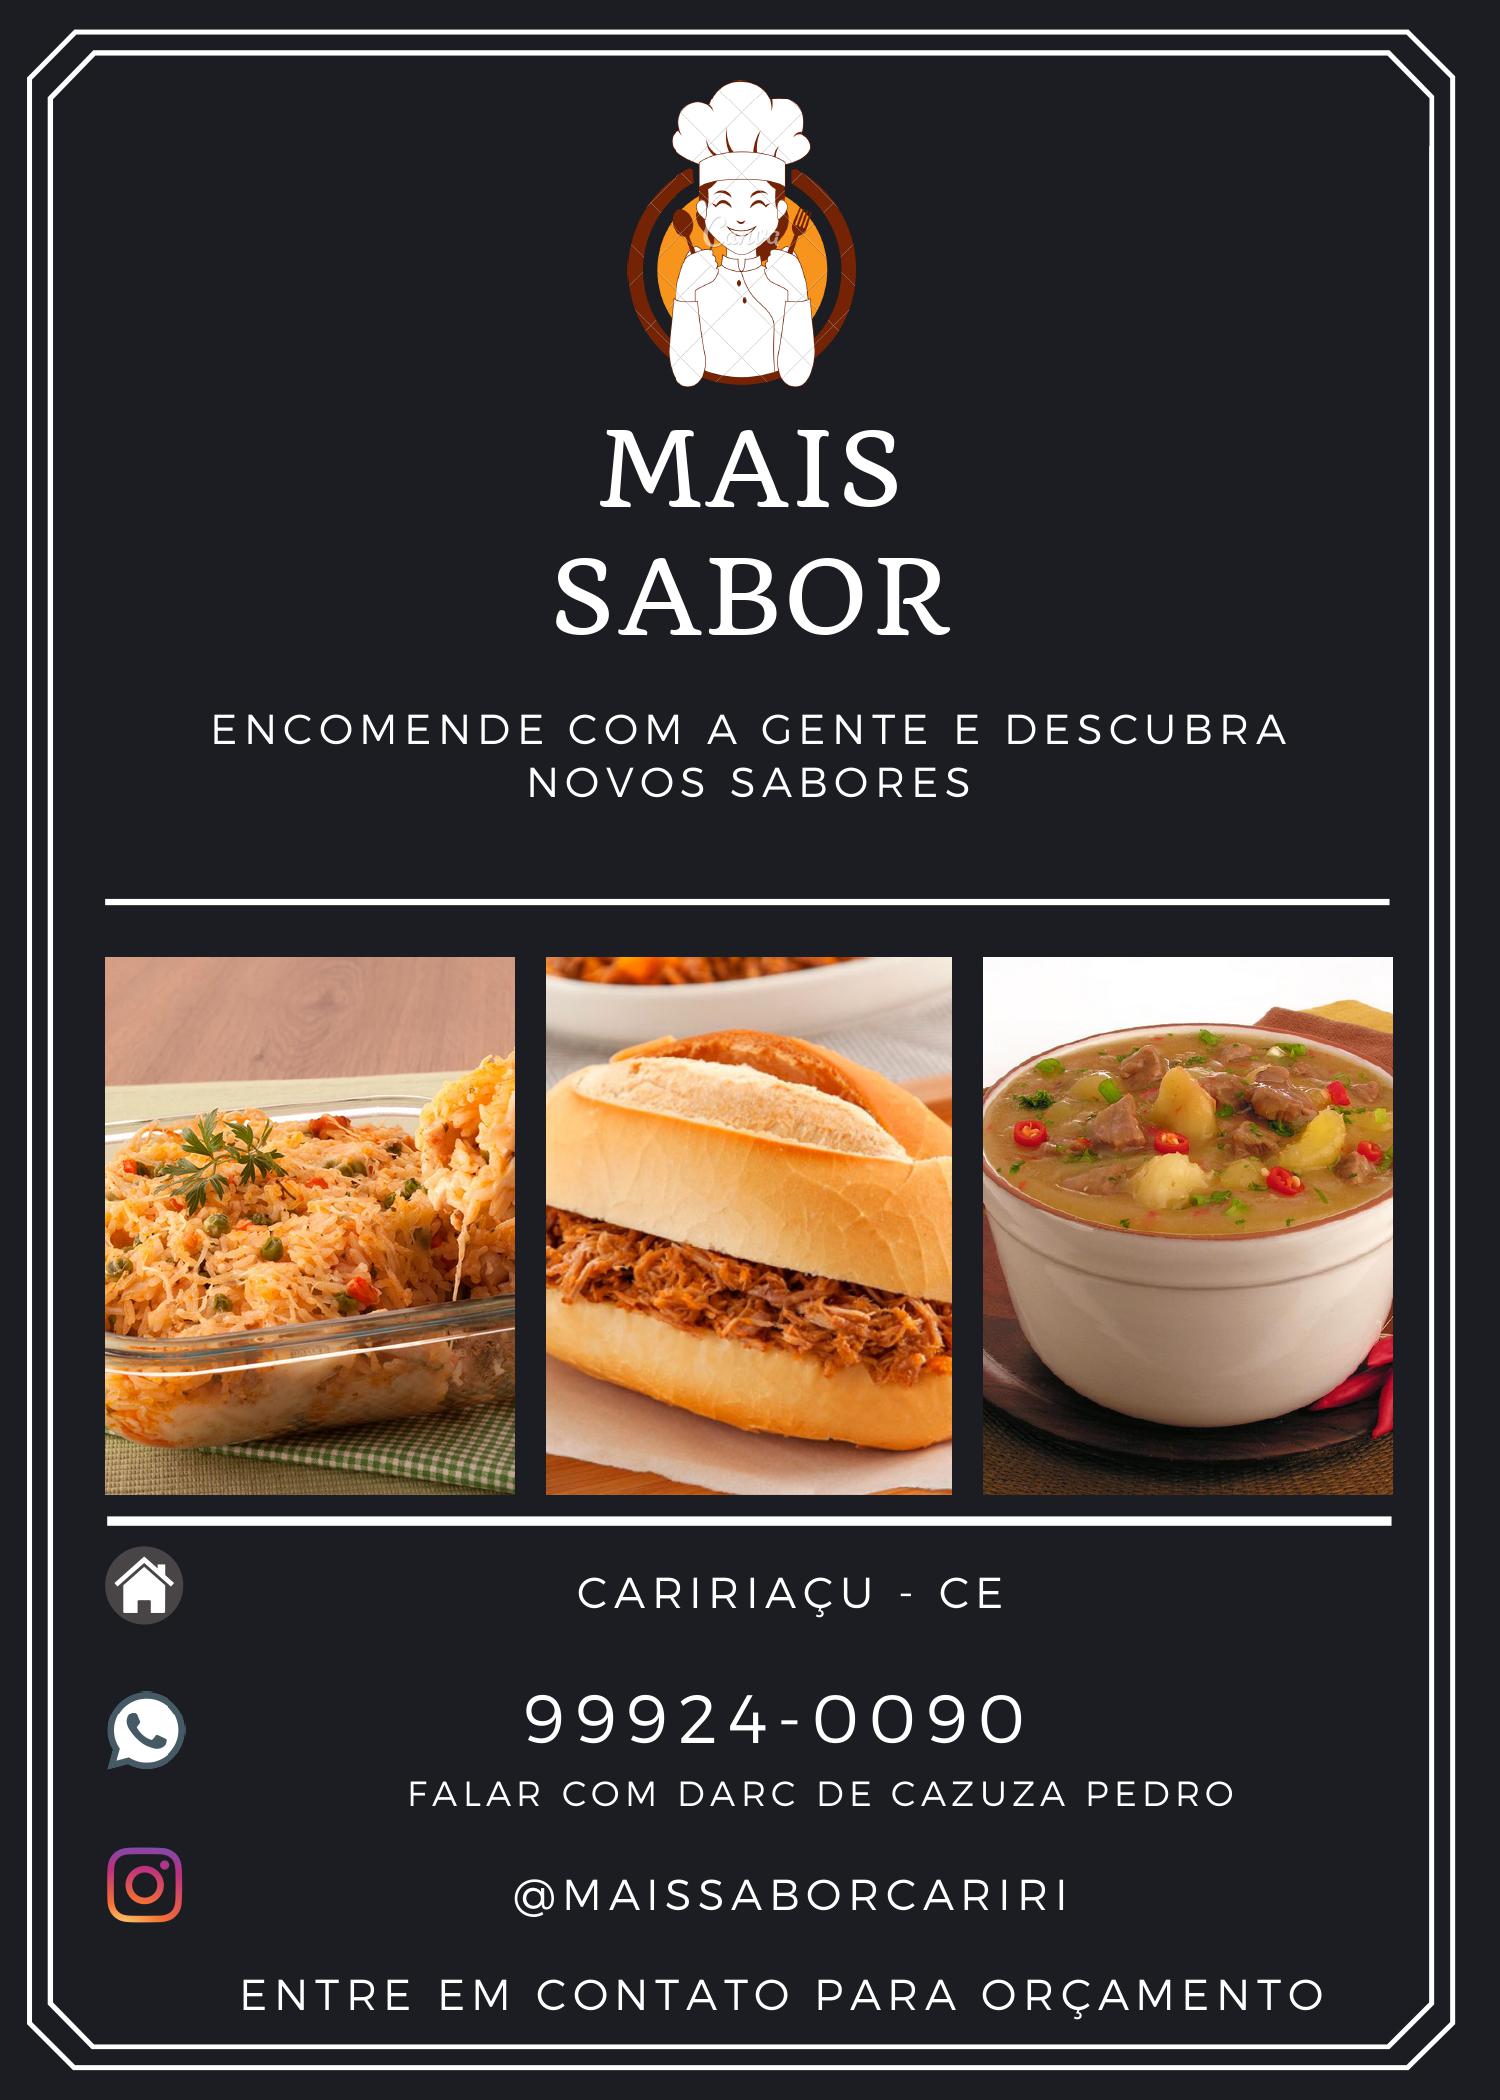 Canva
MAIS
SABOR
ENCOMENDE COM A GENTE E DESCUBRA
NOVOS SABORES
CARIRIAÇU - CE
99924-0090
FALAR COM DARC DE CAZUZA PEDRO
@MAISSABORCARIRI
ENTRE EM CONTATO PARA ORÇAMENTO